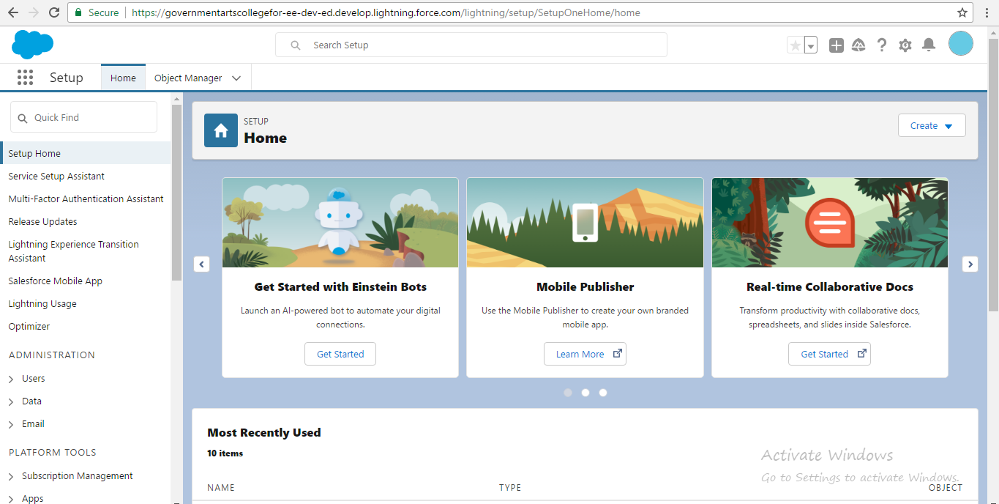 Secure https://governmentartscollegefor-ee-dev-ed.develop.lightning.force.com/lightning/setup/SetupOneHome/home
Search Setup
Setup Home Object Manager
Quick Find
Setup Home
Service Setup Assistant
Multi-Factor Authentication Assistant
Release Updates
Lightning Experience Transition
Assistant
Salesforce Mobile App
Lightning Usage
Optimizer
ADMINISTRATION
Users
Data
Email
PLATFORM TOOLS
Subscription Management
Apps
SETUP
Home
Create
Get Started with Einstein Bots
Launch an AI-powered bot to automate your digital
connections.
Get Started
Mobile Publisher
Use the Mobile Publisher to create your own branded
mobile app.
Learn More
Real-time Collaborative Docs
Transform productivity with collaborative docs,
spreadsheets, and slides inside Salesforce.
Get Started
Most Recently Used
10 items
NAME TYPE OBJECT
Activate Windows
Go to Settings to activate Windows.